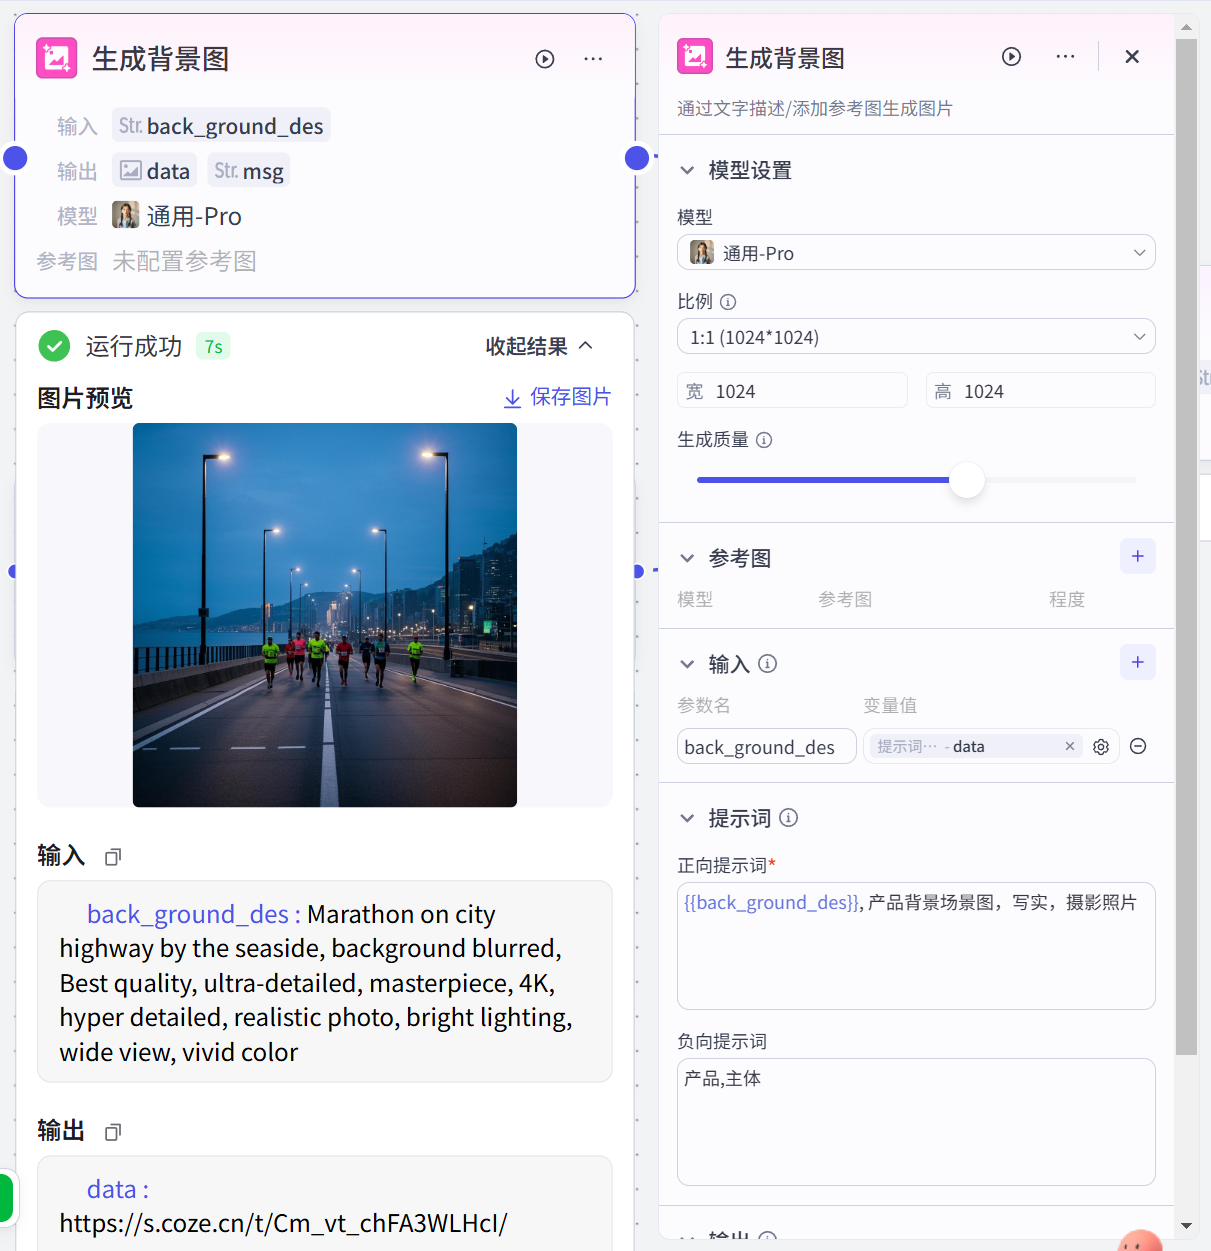 生成背景图
输入 Str. back_ground_des
输出 data Str. msg
模型 通用-Pro
参考图 未配置参考图
运行成功 7s 收起结果
图片预览 保存图片
输入
back_ground_des : Marathon on city
highway by the seaside, background blurred,
Best quality, ultra-detailed, masterpiece, 4K,
hyper detailed, realistic photo, bright lighting,
wide view, vivid color
输出
data :
https://s.coze.cn/t/Cm_vt_chFA3WLHcI/
生成背景图
通过文字描述/添加参考图生成图片
模型设置
模型
通用-Pro
比例
1:1 (1024*1024)
宽 1024 高 1024
生成质量
参考图
模型 参考图 程度
输入
参数名 变量值
back_ground_des 提示词… - data
提示词
正向提示词*
{{back_ground_des}}, 产品背景场景图，写实，摄影照片
负向提示词
产品,主体
输出